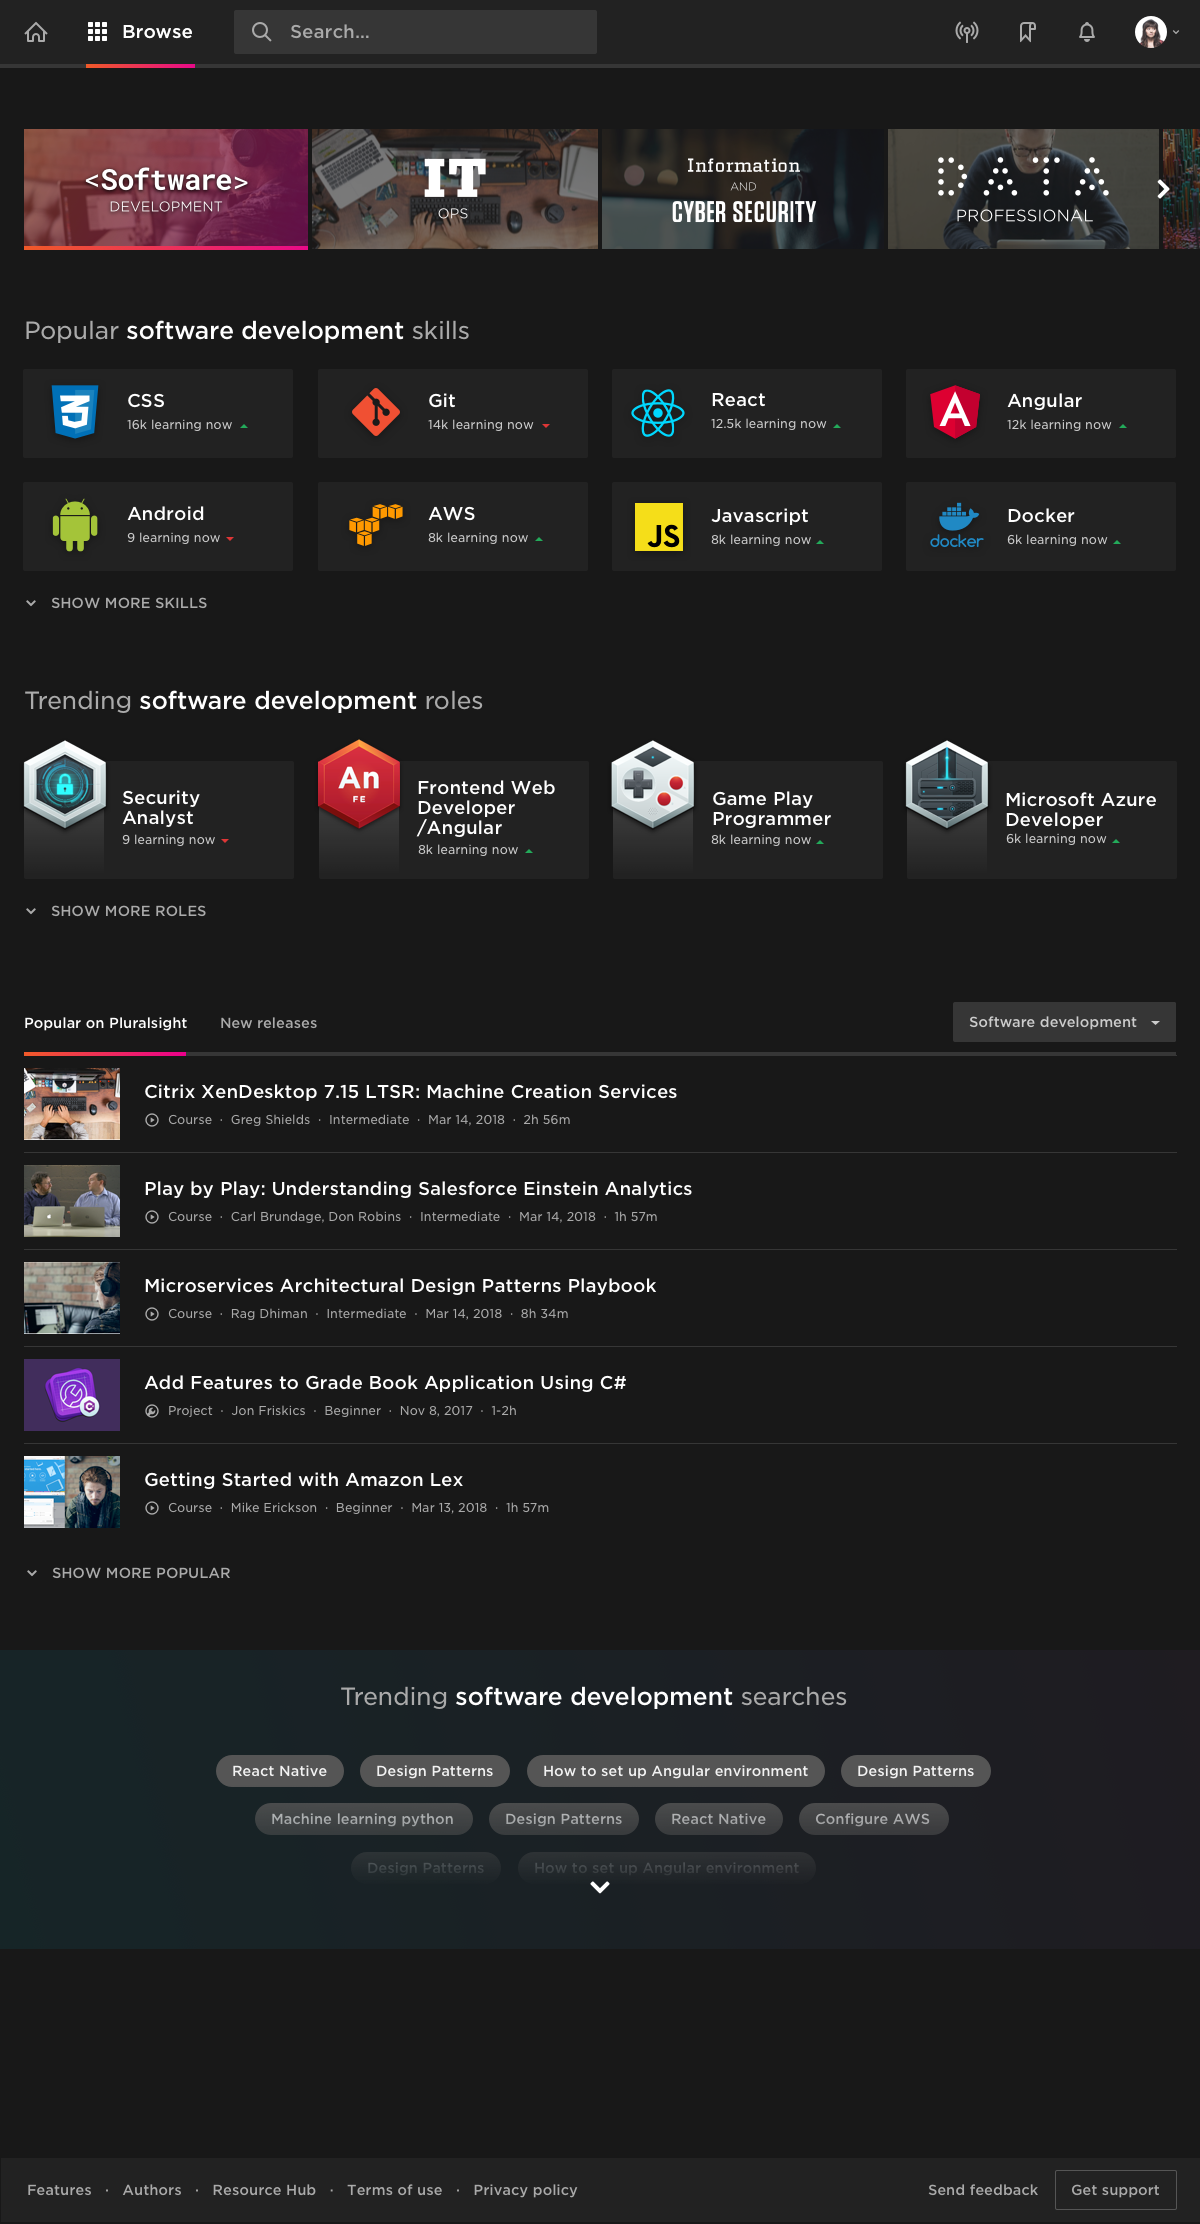 Browse
Search...
<Software>
DEVELOPMENT
IT
OPS
Information
AND
CYBER SECURITY
DATA
PROFESSIONAL
Popular software development skills
CSS
16k learning now
Git
14k learning now
React
12.5k learning now
Angular
12k learning now
Android
9 learning now
AWS
8k learning now
JS
Javascript
8k learning now
docker
Docker
6k learning now
SHOW MORE SKILLS
Trending software development roles
Security
Analyst
9 learning now
An
FE
Frontend Web
Developer
/Angular
8k learning now
Game Play
Programmer
8k learning now
Microsoft Azure
Developer
6k learning now
SHOW MORE ROLES
Popular on Pluralsight
New releases
Software development
Citrix XenDesktop 7.15 LTSR: Machine Creation Services
Course · Greg Shields · Intermediate · Mar 14, 2018 · 2h 56m
Play by Play: Understanding Salesforce Einstein Analytics
Course · Carl Brundage, Don Robins · Intermediate · Mar 14, 2018 · 1h 57m
Microservices Architectural Design Patterns Playbook
Course · Rag Dhiman · Intermediate · Mar 14, 2018 · 8h 34m
Add Features to Grade Book Application Using C#
Project · Jon Friskics · Beginner · Nov 8, 2017 · 1-2h
Getting Started with Amazon Lex
Course · Mike Erickson · Beginner · Mar 13, 2018 · 1h 57m
SHOW MORE POPULAR
Trending software development searches
React Native
Design Patterns
How to set up Angular environment
Design Patterns
Machine learning python
Design Patterns
React Native
Configure AWS
Design Patterns
How to set up Angular environment
Features · Authors · Resource Hub · Terms of use · Privacy policy
Send feedback
Get support